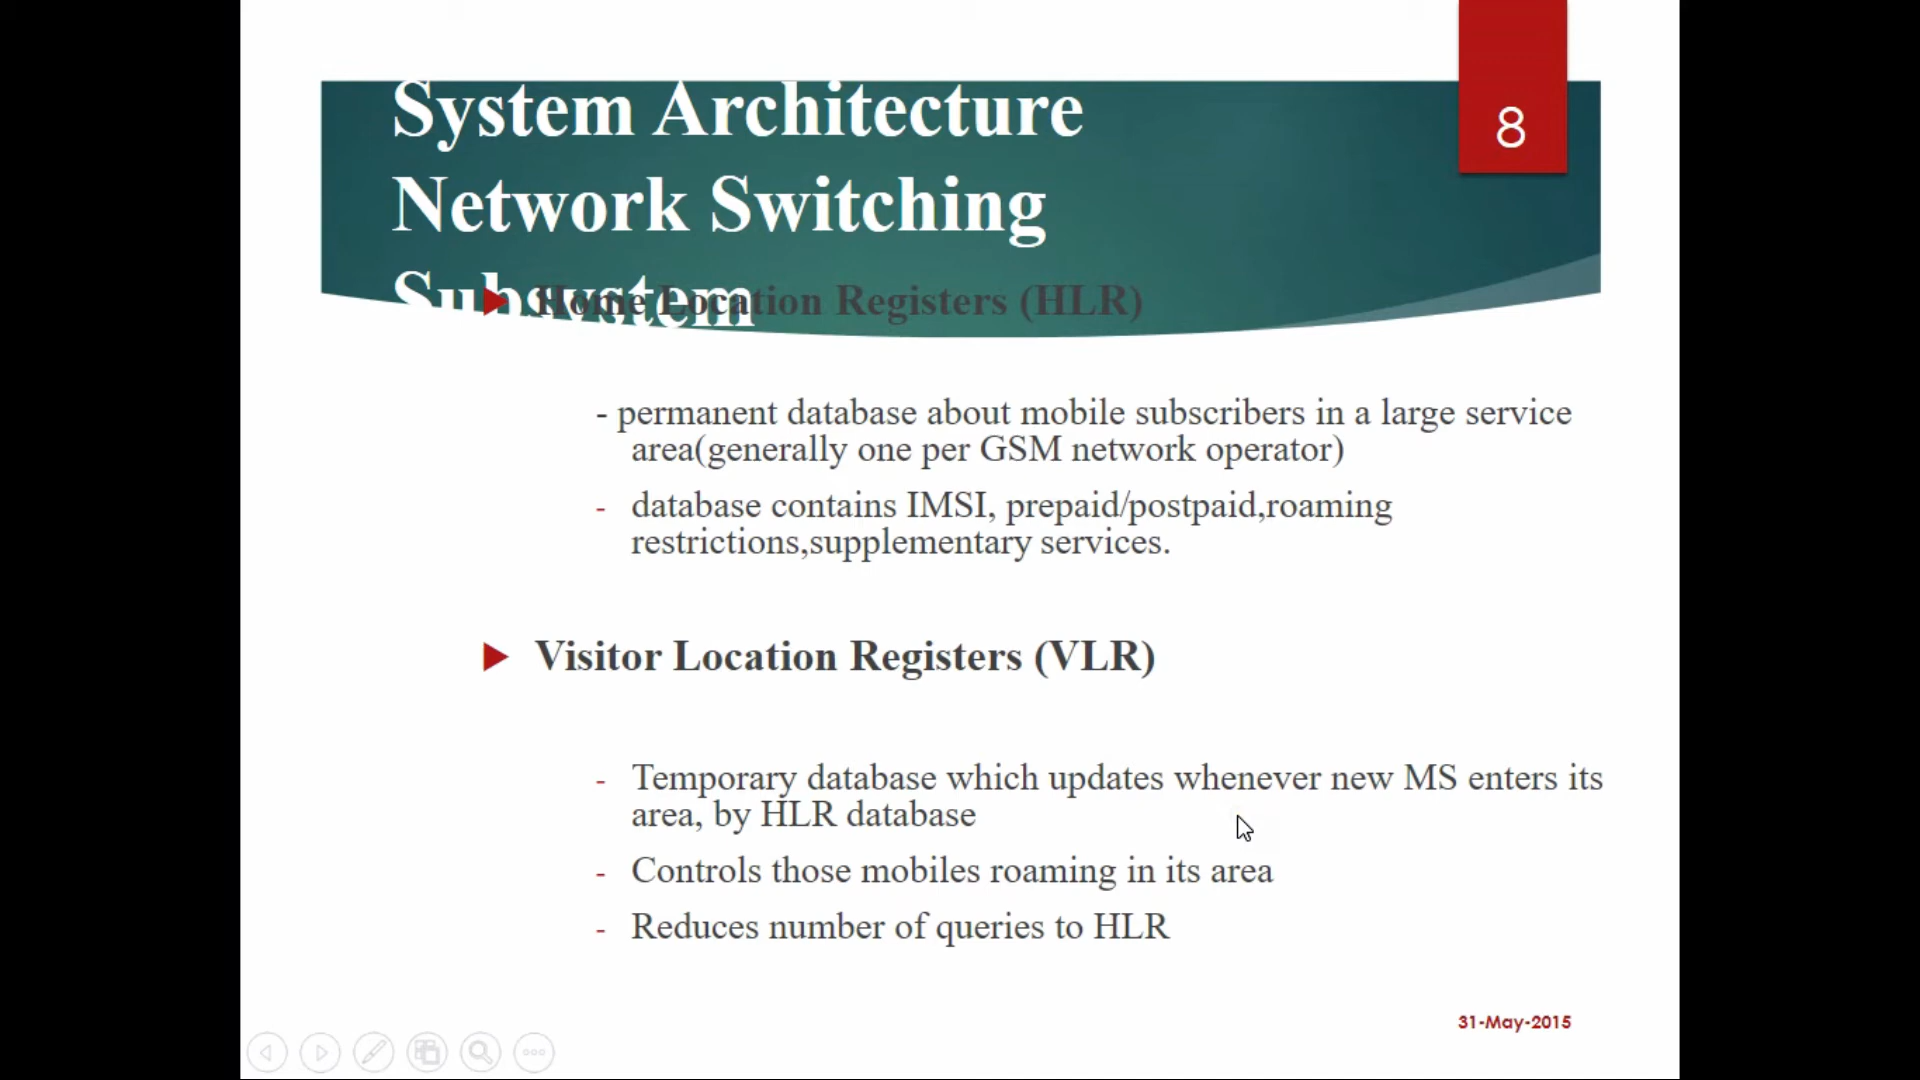 System Architecture
8
Network Switching
Subsystem
Home Location Registers (HLR)
- permanent database about mobile subscribers in a large service
area(generally one per GSM network operator)
- database contains IMSI, prepaid/postpaid,roaming
restrictions,supplementary services.
Visitor Location Registers (VLR)
- Temporary database which updates whenever new MS enters its
area, by HLR database
- Controls those mobiles roaming in its area
- Reduces number of queries to HLR
31-May-2015